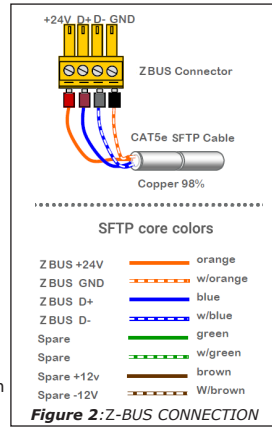 +24V D+ D- GND
ZBUS Connector
CAT5e SFTP Cable
Copper 98%
SFTP core colors
ZBUS +24V orange
ZBUS GND w/orange
ZBUS D+ blue
ZBUS D- w/blue
Spare green
Spare w/green
Spare +12v brown
Spare -12V W/brown
Figure 2:Z-BUS CONNECTION